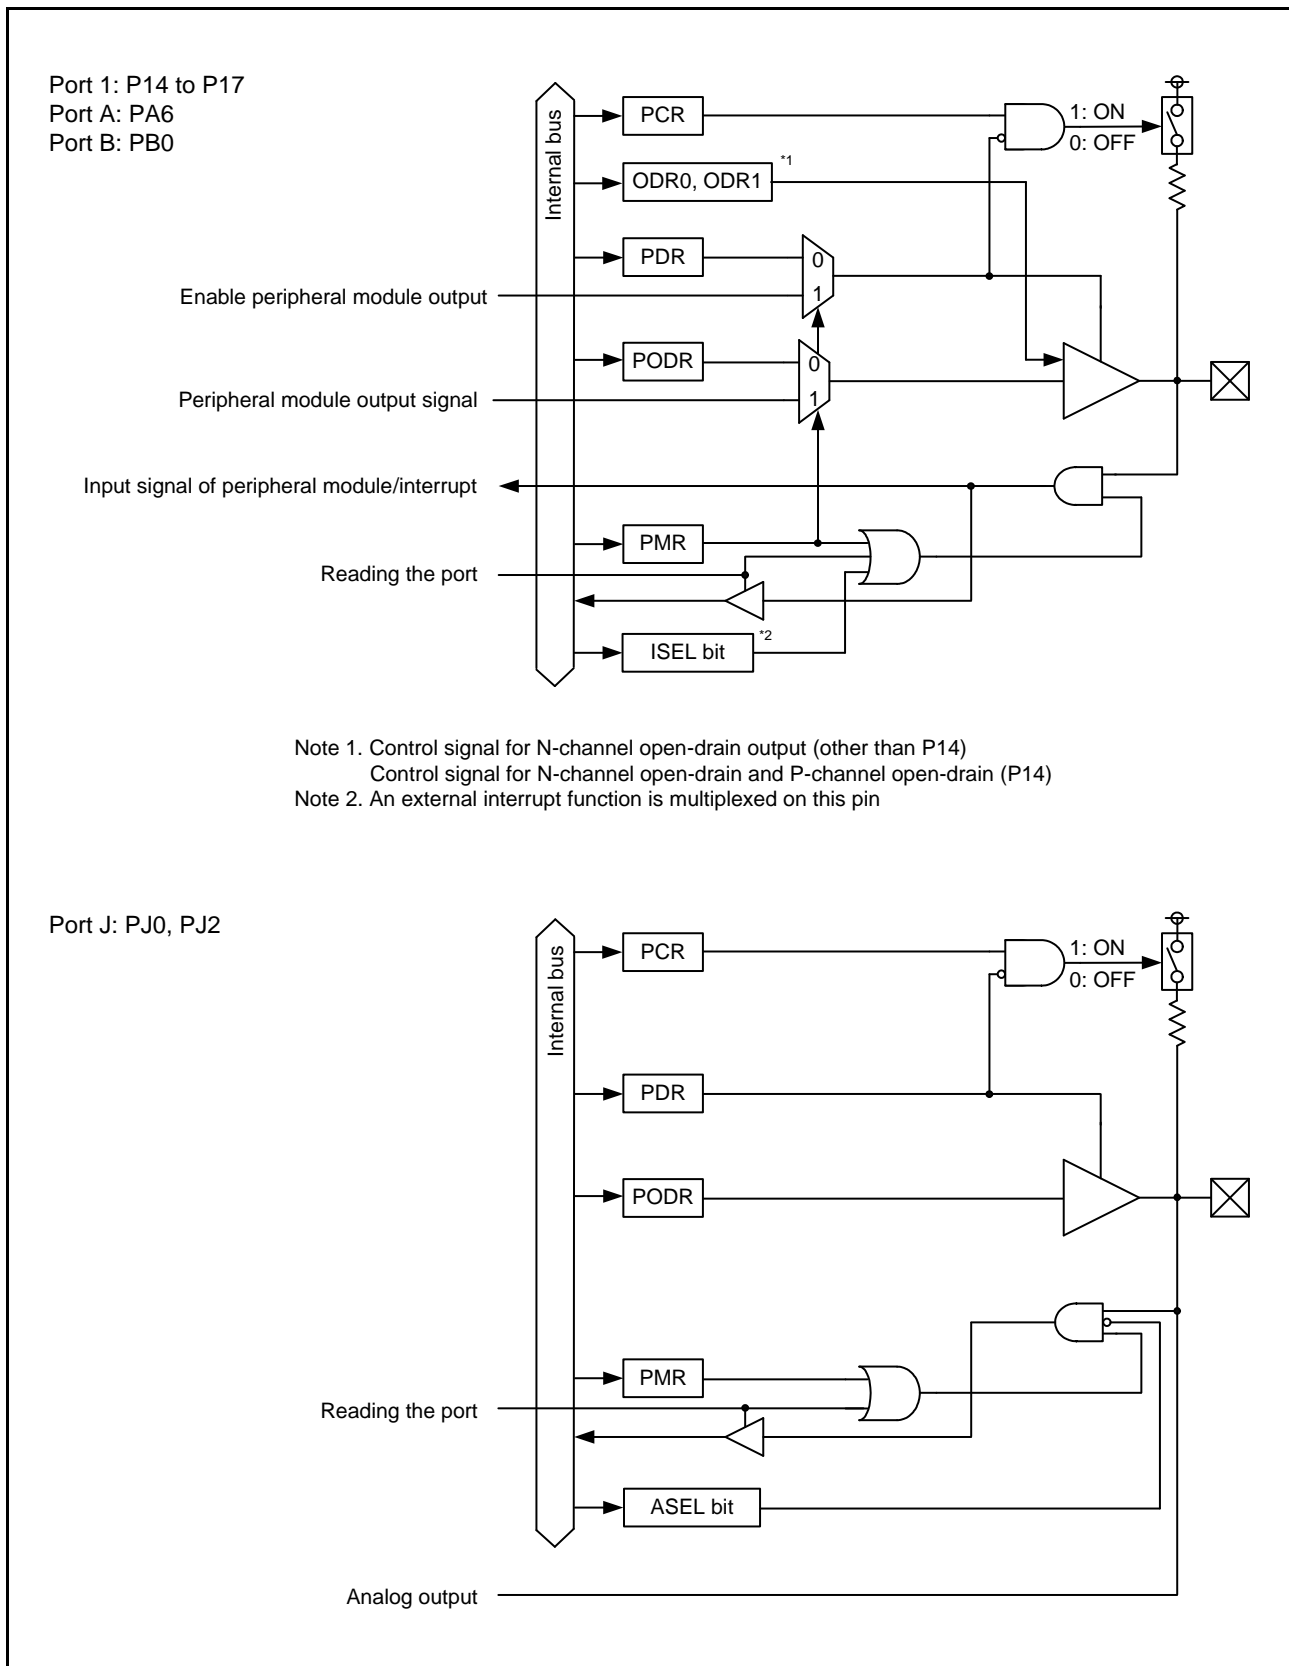 Port 1: P14 to P17
Port A: PA6
Port B: PB0
Internal bus
PCR
1: ON
0: OFF
ODR0, ODR1
*1
PDR
0
1
Enable peripheral module output
PODR
0
1
Peripheral module output signal
Input signal of peripheral module/interrupt
PMR
Reading the port
ISEL bit
*2
Note 1. Control signal for N-channel open-drain output (other than P14)
Control signal for N-channel open-drain and P-channel open-drain (P14)
Note 2. An external interrupt function is multiplexed on this pin
Port J: PJ0, PJ2
Internal bus
PCR
1: ON
0: OFF
PDR
PODR
PMR
Reading the port
ASEL bit
Analog output